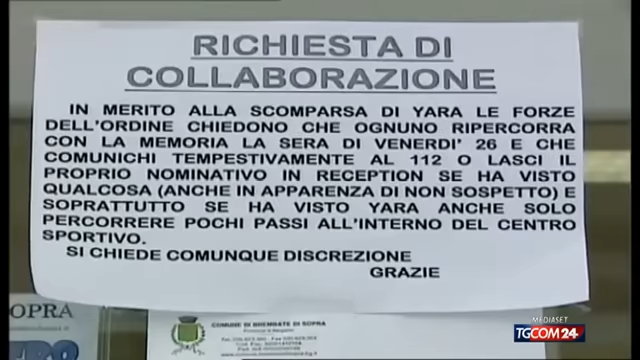 RICHIESTA DI
COLLABORAZIONE
IN MERITO ALLA SCOMPARSA DI YARA LE FORZE
DELL'ORDINE CHIEDONO CHE OGNUNO RIPERCORRA
CON LA MEMORIA LA SERA DI VENERDI' 26 E CHE
COMUNICHI TEMPESTIVAMENTE AL 112 O LASCI IL
PROPRIO NOMINATIVO IN RECEPTION SE HA VISTO
QUALCOSA (ANCHE IN APPARENZA DI NON SOSPETTO) E
SOPRATTUTTO SE HA VISTO YARA ANCHE SOLO
PERCORRERE POCHI PASSI ALL'INTERNO DEL CENTRO
SPORTIVO.
SI CHIEDE COMUNQUE DISCREZIONE
GRAZIE
OPRA
COMUNE DI BREMBATE DI SOPRA
MEDIASET
TGCOM24